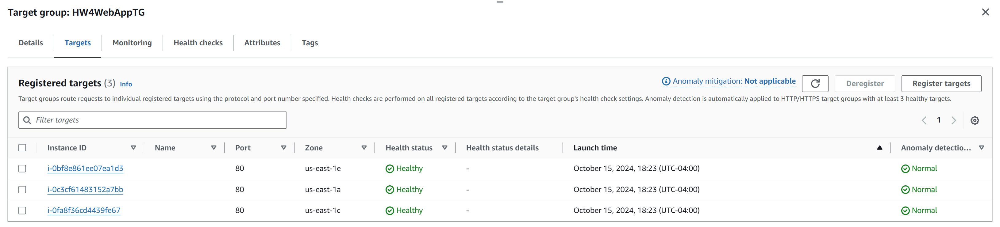 Target group: HW4WebAppTG
Details Targets Monitoring Health checks Attributes Tags
Registered targets (3) Info
Anomaly mitigation: Not applicable Deregister Register targets
Target groups route requests to individual registered targets using the protocol and port number specified. Health checks are performed on all registered targets according to the target group's health check settings. Anomaly detection is automatically applied to HTTP/HTTPS target groups with at least 3 healthy targets.
Filter targets
1
Instance ID Name Port Zone Health status Health status details Launch time Anomaly detectio...
i-0bf8e861ee07ea1d3 80 us-east-1e Healthy - October 15, 2024, 18:23 (UTC-04:00) Normal
i-0c3cf61483152a7bb 80 us-east-1a Healthy - October 15, 2024, 18:23 (UTC-04:00) Normal
i-0fa8f36cd4439fe67 80 us-east-1c Healthy - October 15, 2024, 18:23 (UTC-04:00) Normal